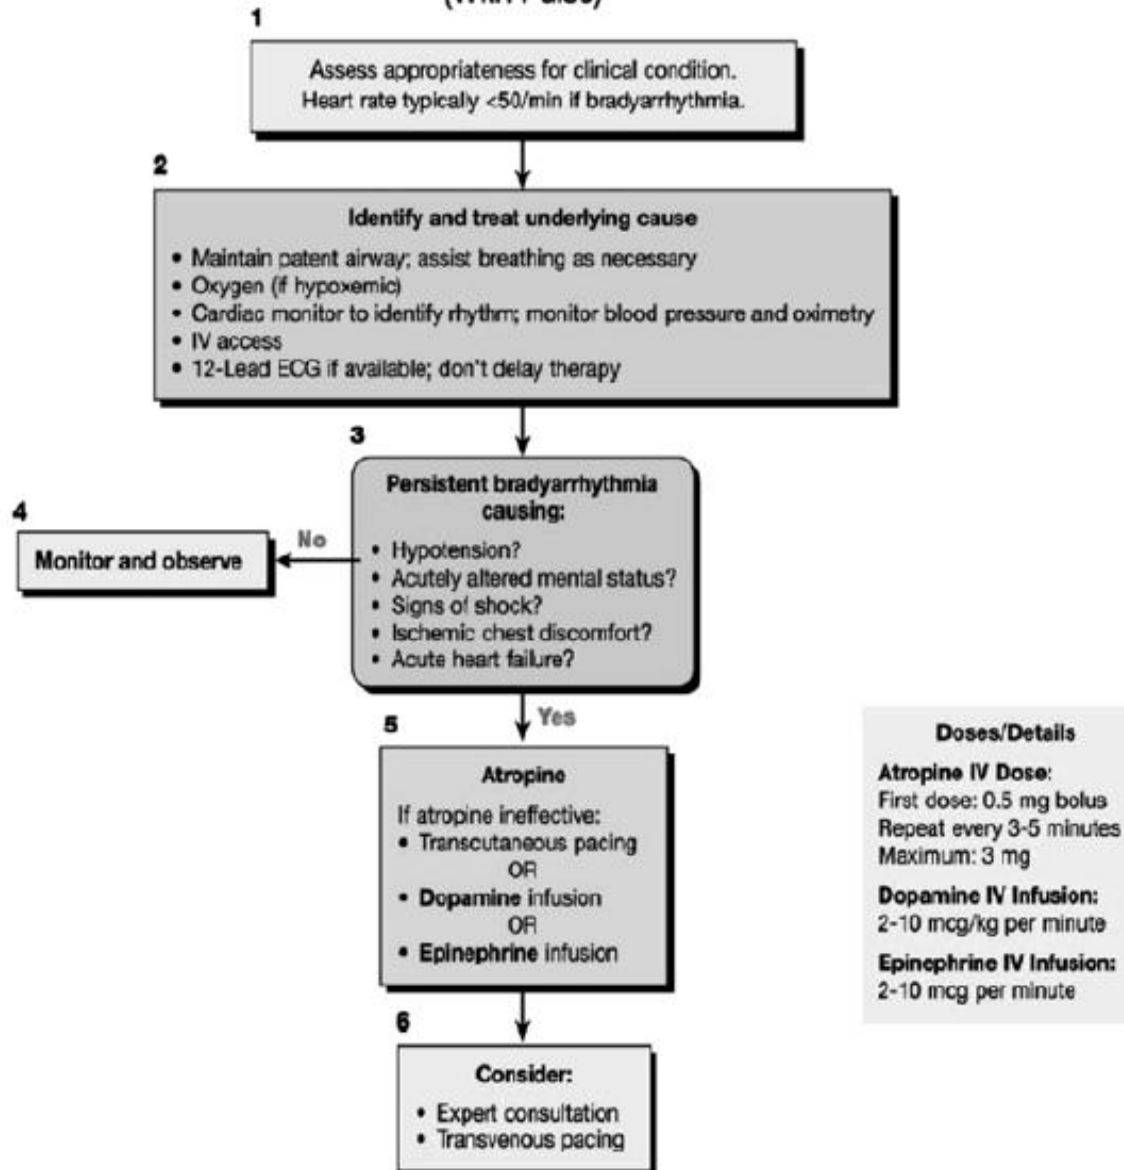 (With Pulse)
1
Assess appropriateness for clinical condition.
Heart rate typically <50/min if bradyarrhythmia.
2
Identify and treat underlying cause
• Maintain patent airway; assist breathing as necessary
• Oxygen (if hypoxemic)
• Cardiac monitor to identify rhythm; monitor blood pressure and oximetry
• IV access
• 12-Lead ECG if available; don't delay therapy
3
Persistent bradyarrhythmia
causing:
• Hypotension?
• Acutely altered mental status?
• Signs of shock?
• Ischemic chest discomfort?
• Acute heart failure?
4
No
Monitor and observe
Yes
5
Atropine
If atropine ineffective:
• Transcutaneous pacing
OR
• Dopamine infusion
OR
• Epinephrine infusion
6
Consider:
• Expert consultation
• Transvenous pacing
Doses/Details
Atropine IV Dose:
First dose: 0.5 mg bolus
Repeat every 3-5 minutes
Maximum: 3 mg
Dopamine IV Infusion:
2-10 mcg/kg per minute
Epinephrine IV Infusion:
2-10 mcg per minute